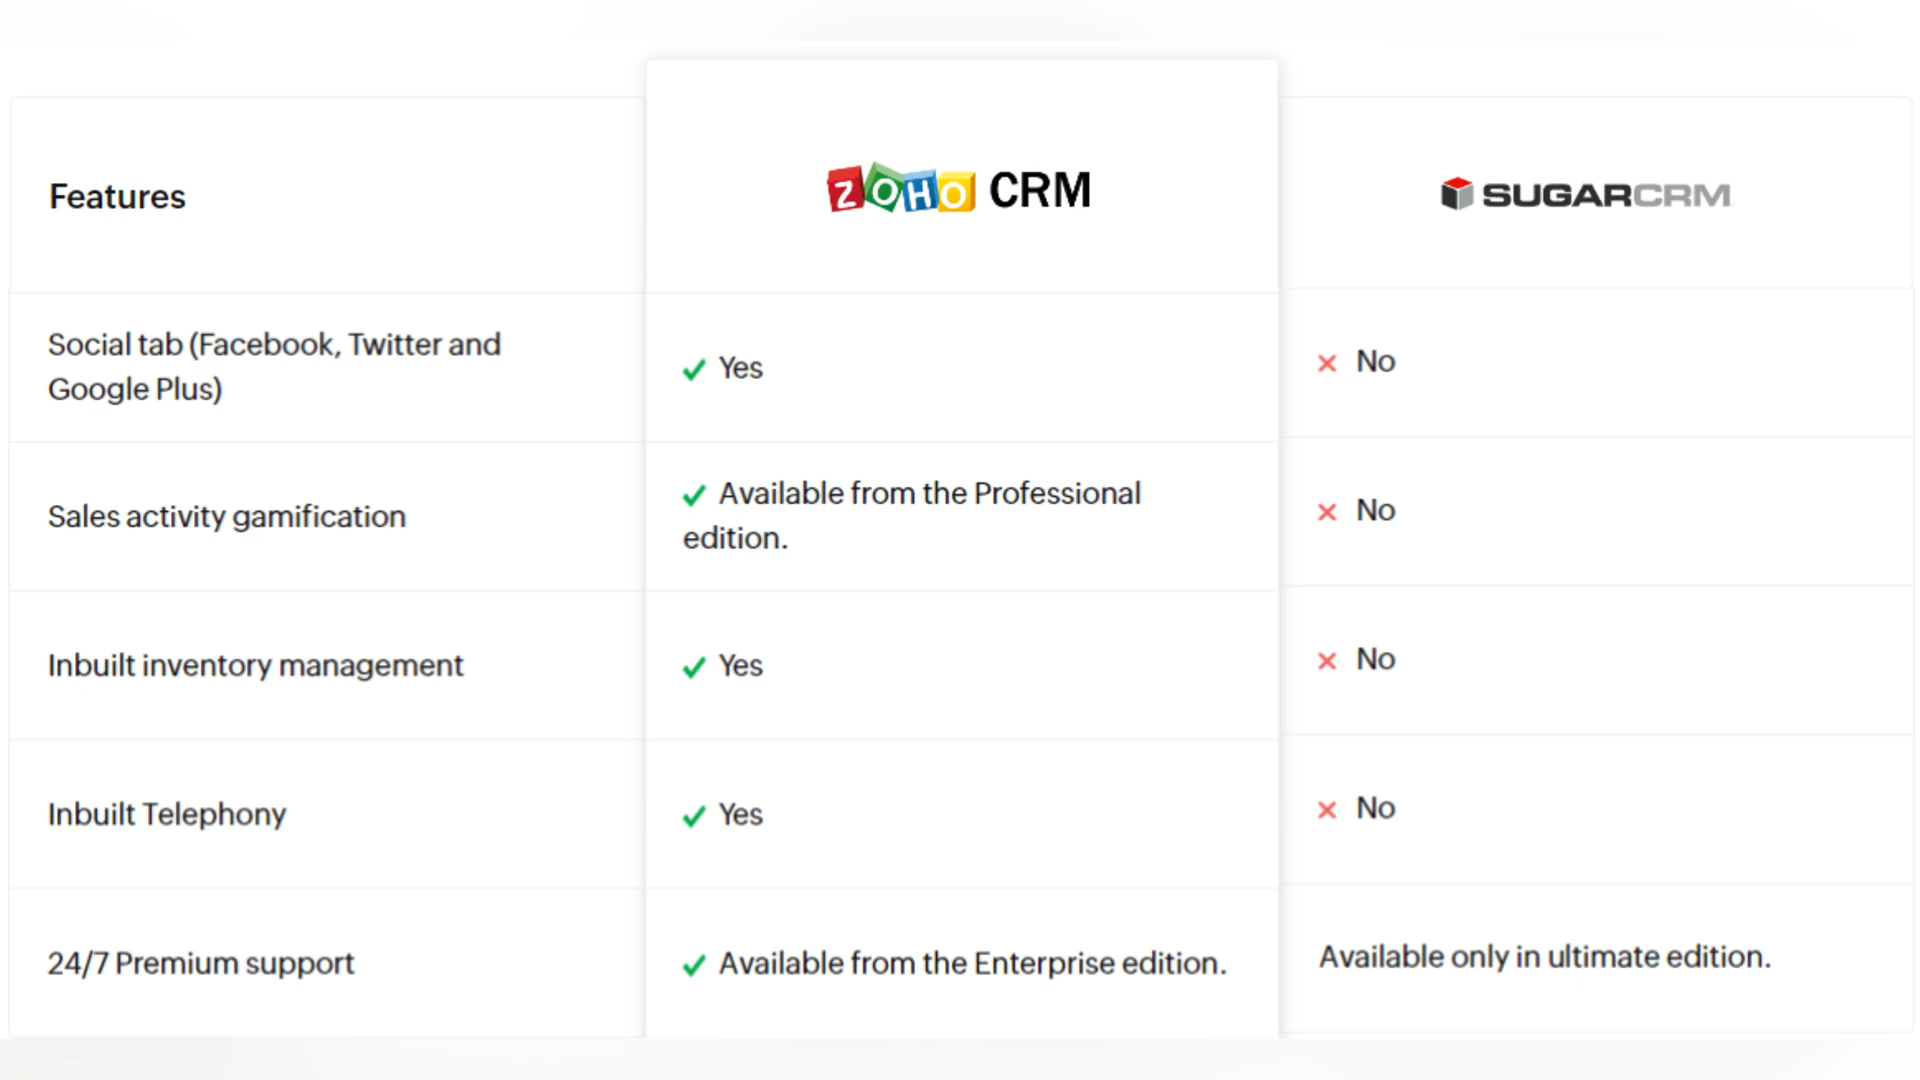 Features
ZOHO CRM
SUGARCRM
Social tab (Facebook, Twitter and
Google Plus)
Yes
No
Sales activity gamification
Available from the Professional
edition.
No
Inbuilt inventory management
Yes
No
Inbuilt Telephony
Yes
No
24/7 Premium support
Available from the Enterprise edition.
Available only in ultimate edition.